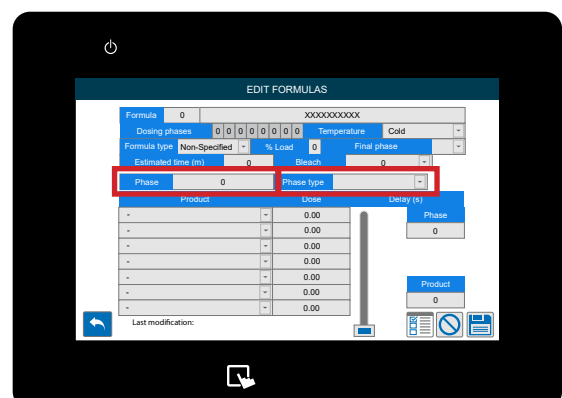 EDIT FORMULAS
Formula 0 XXXXXXXXXX
Dosing phases 0 0 0 0 0 0 0 0 Temperature Cold
Formula type Non-Specified % Load 0 Final phase
Estimated time (m) 0 Bleach 0
Phase 0 Phase type
Product Dose Delay (s)
- 0.00 Phase
- 0.00 0
- 0.00
- 0.00
- 0.00 Product
- 0.00 0
- 0.00
Last modification: